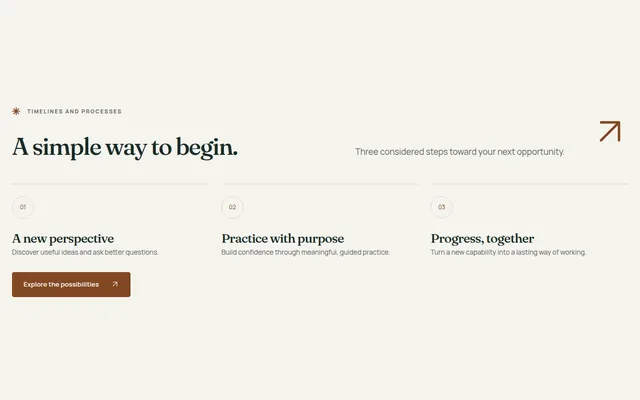 TIMELINES AND PROCESSES
A simple way to begin.
Three considered steps toward your next opportunity.
01
02
03
A new perspective
Discover useful ideas and ask better questions.
Practice with purpose
Build confidence through meaningful, guided practice.
Progress, together
Turn a new capability into a lasting way of working.
Explore the possibilities